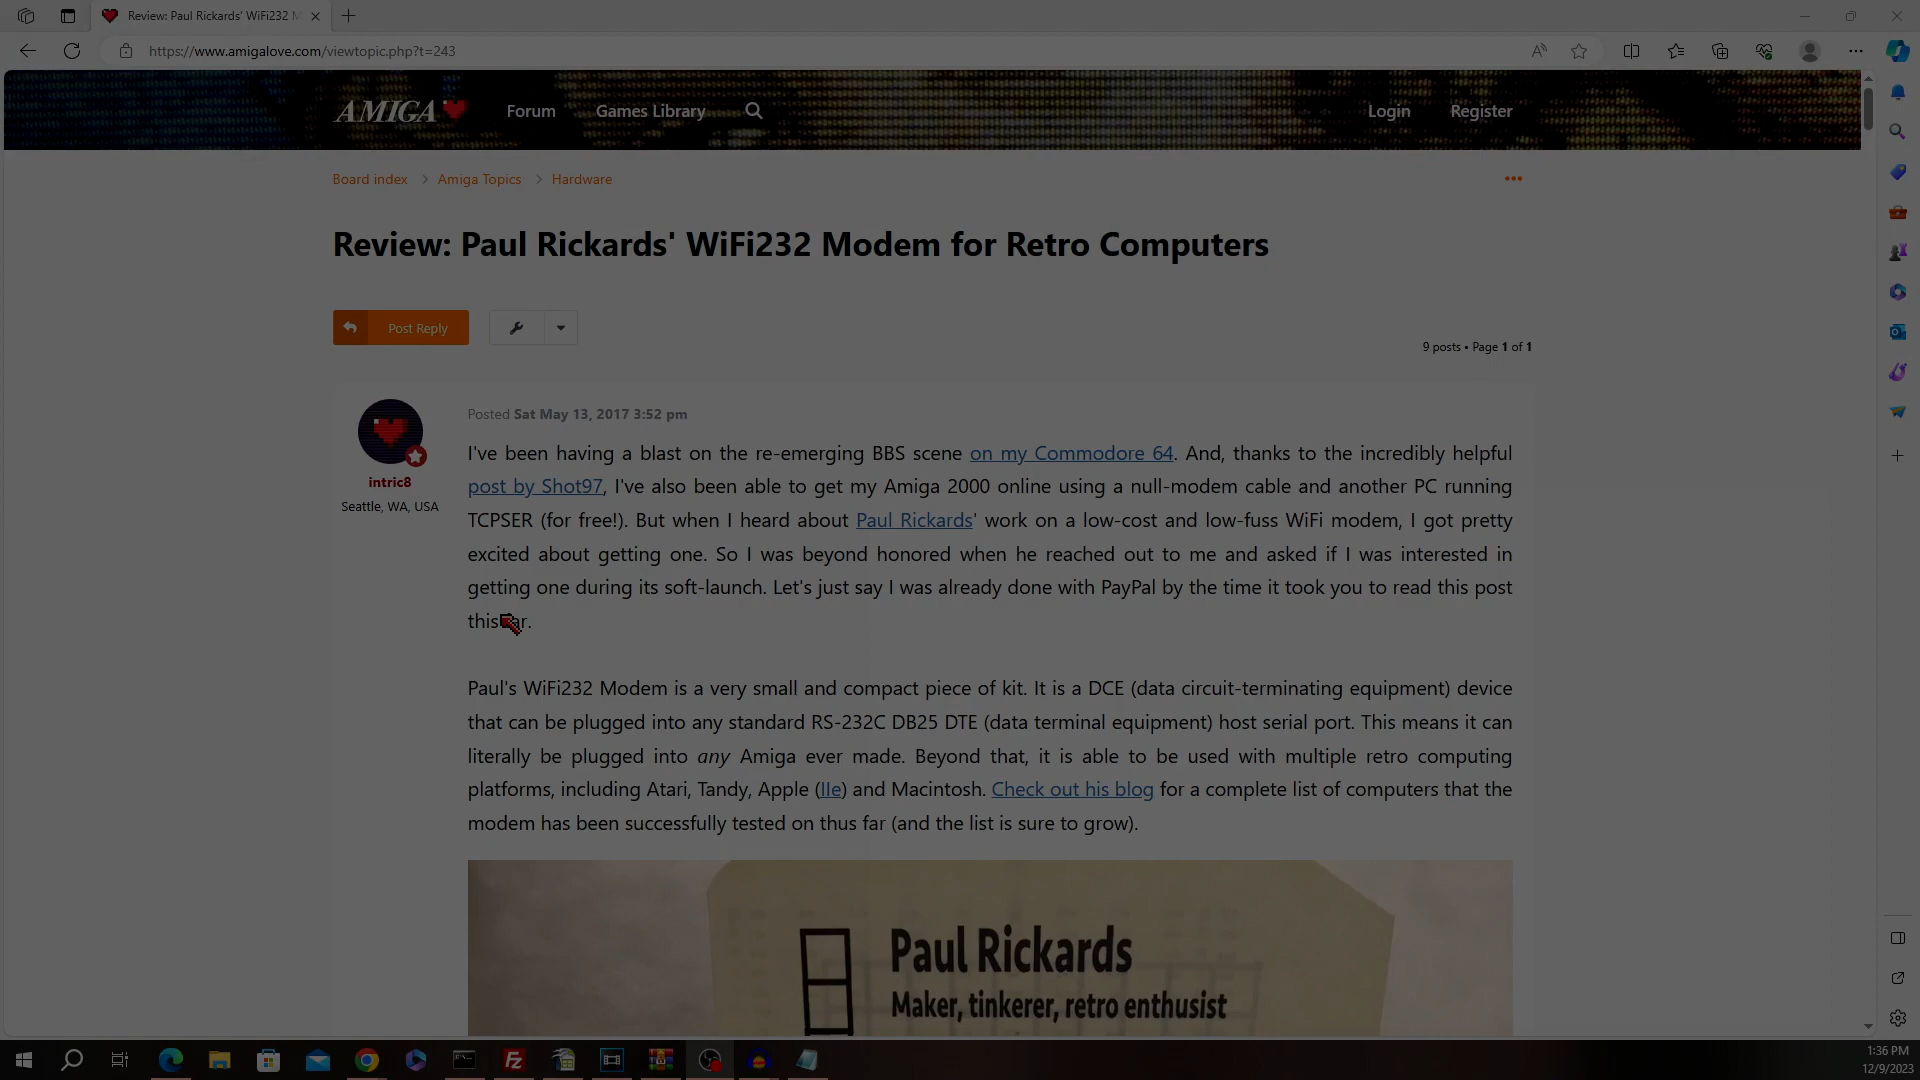 Review: Paul Rickards' WiFi232 M
https://www.amigalove.com/viewtopic.php?t=243
AMIGA
Forum
Games Library
Login
Register
Board index
Amiga Topics
Hardware
Review: Paul Rickards' WiFi232 Modem for Retro Computers
Post Reply
9 posts • Page 1 of 1
Posted Sat May 13, 2017 3:52 pm
intric8
Seattle, WA, USA
I've been having a blast on the re-emerging BBS scene on my Commodore 64. And, thanks to the incredibly helpful
post by Shot97, I've also been able to get my Amiga 2000 online using a null-modem cable and another PC running
TCPSER (for free!). But when I heard about Paul Rickards' work on a low-cost and low-fuss WiFi modem, I got pretty
excited about getting one. So I was beyond honored when he reached out to me and asked if I was interested in
getting one during its soft-launch. Let's just say I was already done with PayPal by the time it took you to read this post
this far.
Paul's WiFi232 Modem is a very small and compact piece of kit. It is a DCE (data circuit-terminating equipment) device
that can be plugged into any standard RS-232C DB25 DTE (data terminal equipment) host serial port. This means it can
literally be plugged into any Amiga ever made. Beyond that, it is able to be used with multiple retro computing
platforms, including Atari, Tandy, Apple (IIe) and Macintosh. Check out his blog for a complete list of computers that the
modem has been successfully tested on thus far (and the list is sure to grow).
Paul Rickards
Maker, tinkerer, retro enthusist
1:36 PM
12/9/2023